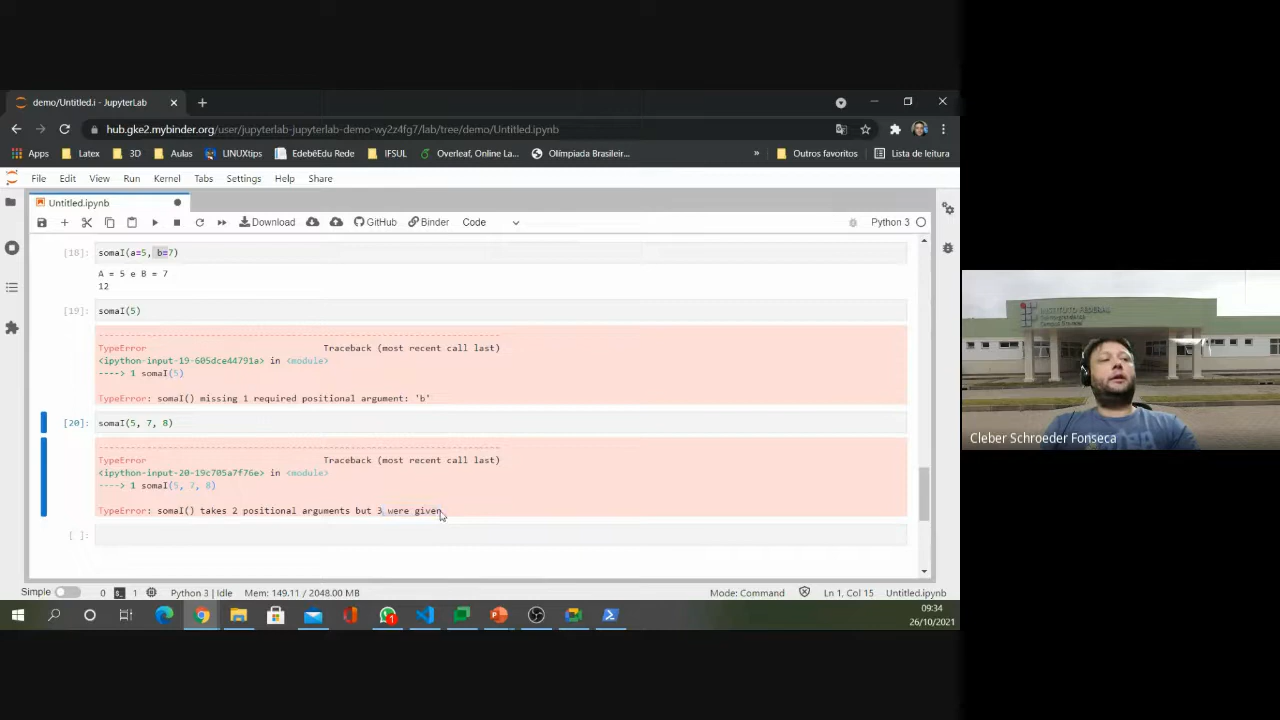 demo/Untitled.i - JupyterLab
hub.gke2.mybinder.org/user/jupyterlab-jupyterlab-demo-wy2z4fg7/lab/tree/demo/Untitled.ipynb
Apps Latex 3D Aulas LINUXtips EdebêEdu Rede IFSUL Overleaf, Online La... Olímpiada Brasileir... » Outros favoritos Lista de leitura
File Edit View Run Kernel Tabs Settings Help Share
Untitled.ipynb
Download GitHub Binder Code Python 3
[18]: somaI(a=5, b=7)
A = 5 e B = 7
12
[19]: somaI(5)
---------------------------------------------------------------------------
TypeError Traceback (most recent call last)
<ipython-input-19-605dce44791a> in <module>
----> 1 somaI(5)
TypeError: somaI() missing 1 required positional argument: 'b'
[20]: somaI(5, 7, 8)
---------------------------------------------------------------------------
TypeError Traceback (most recent call last)
<ipython-input-20-19c705a7f76e> in <module>
----> 1 somaI(5, 7, 8)
TypeError: somaI() takes 2 positional arguments but 3 were given
[ ]:
Simple 0 1 Python 3 | Idle Mem: 149.11 / 2048.00 MB Mode: Command Ln 1, Col 15 Untitled.ipynb
1
09:34
26/10/2021
INSTITUTO FEDERAL
Cleber Schroeder Fonseca